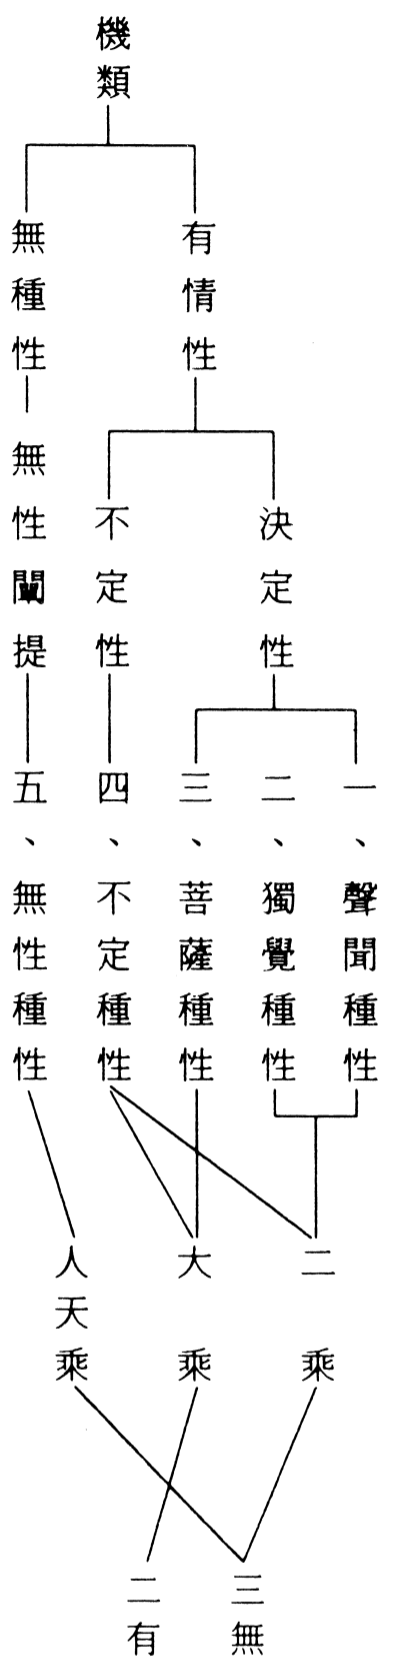 機類
有情性
無種性
無性闡提
決定性
不定性
一、聲聞種性
二、獨覺種性
三、菩薩種性
四、不定種性
五、無性種性
二乘
大乘
人天乘
三無
二有